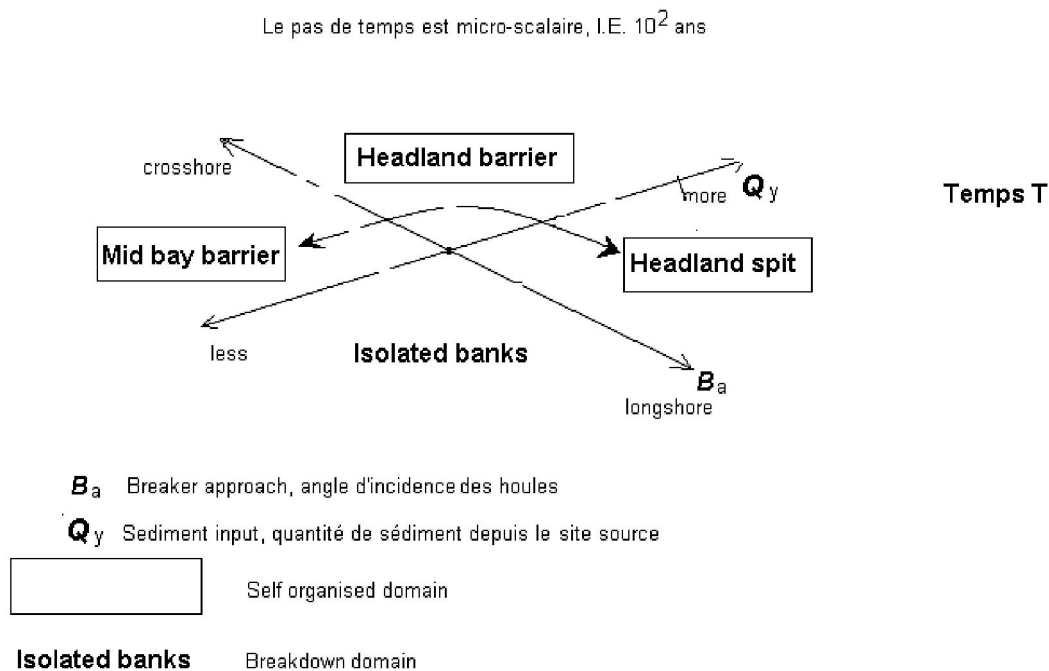 Le pas de temps est micro-scalaire, I.E. 10² ans
Headland barrier
crosshore
more Qy
Temps T
Mid bay barrier
Headland spit
less
Isolated banks
Ba
longshore
Ba Breaker approach, angle d'incidence des houles
Qy Sediment input, quantité de sédiment depuis le site source
Self organised domain
Isolated banks Breakdown domain